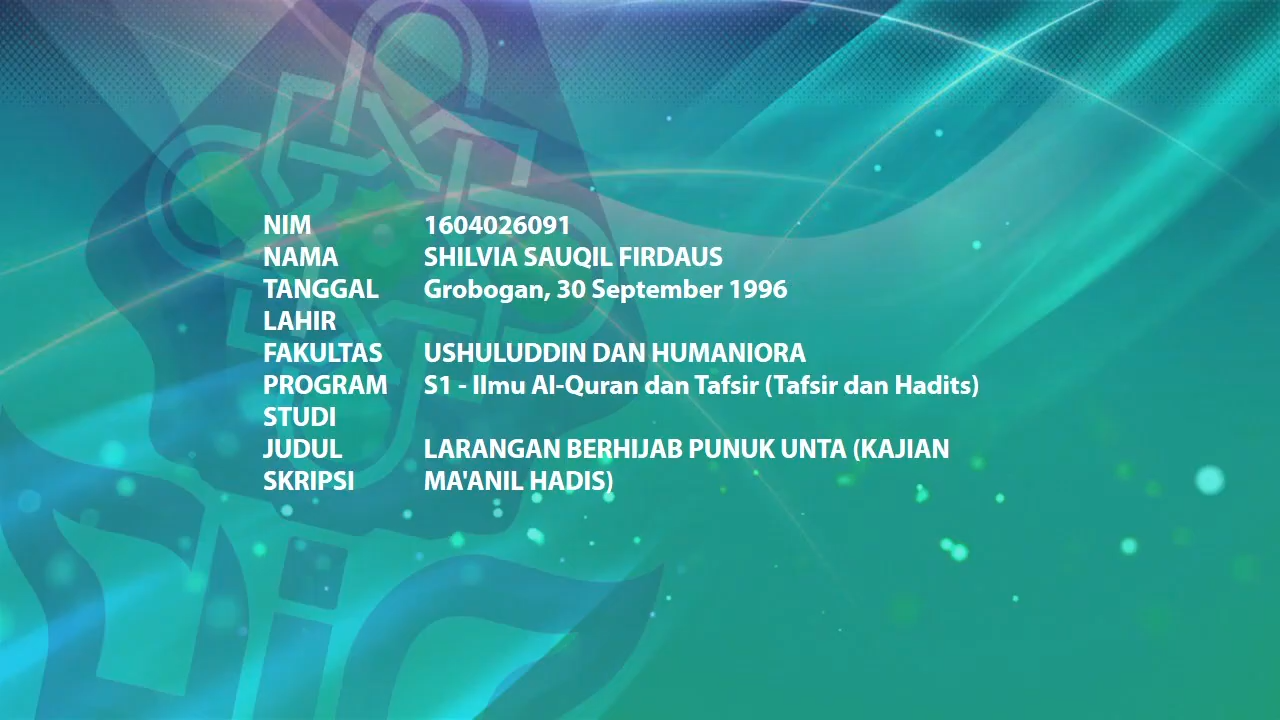 NIM 1604026091
NAMA SHILVIA SAUQIL FIRDAUS
TANGGAL Grobogan, 30 September 1996
LAHIR
FAKULTAS USHULUDDIN DAN HUMANIORA
PROGRAM S1 - Ilmu Al-Quran dan Tafsir (Tafsir dan Hadits)
STUDI
JUDUL LARANGAN BERHIJAB PUNUK UNTA (KAJIAN
SKRIPSI MA'ANIL HADIS)